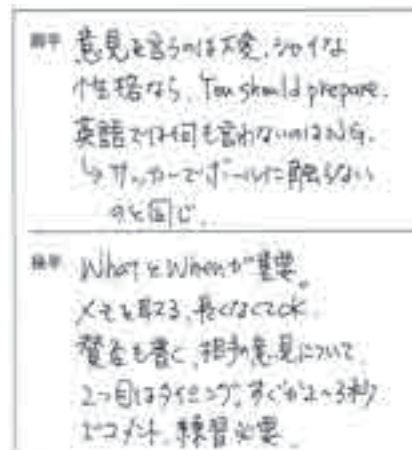 前半 意見を言うのは大変、シャイな
性格なら、You should prepare.
英語では何も言わないのはNG.
↳ サッカーでボールに触らない
のと同じ.
後半 What と When が重要。
メモを取る、長くなくてOK.
賛否も書く、相手の意見について
2つ目はタイミング、すぐか2~3秒
でコメント、練習必要.